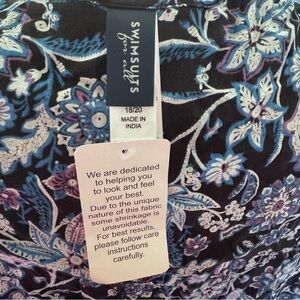 SWIMSUITS
for all
18/20
MADE IN
INDIA
We are dedicated
to helping you
to look and feel
your best.
Due to the unique
nature of this fabric
some shrinkage is
unavoidable.
For best results,
please follow care
instructions
carefully.